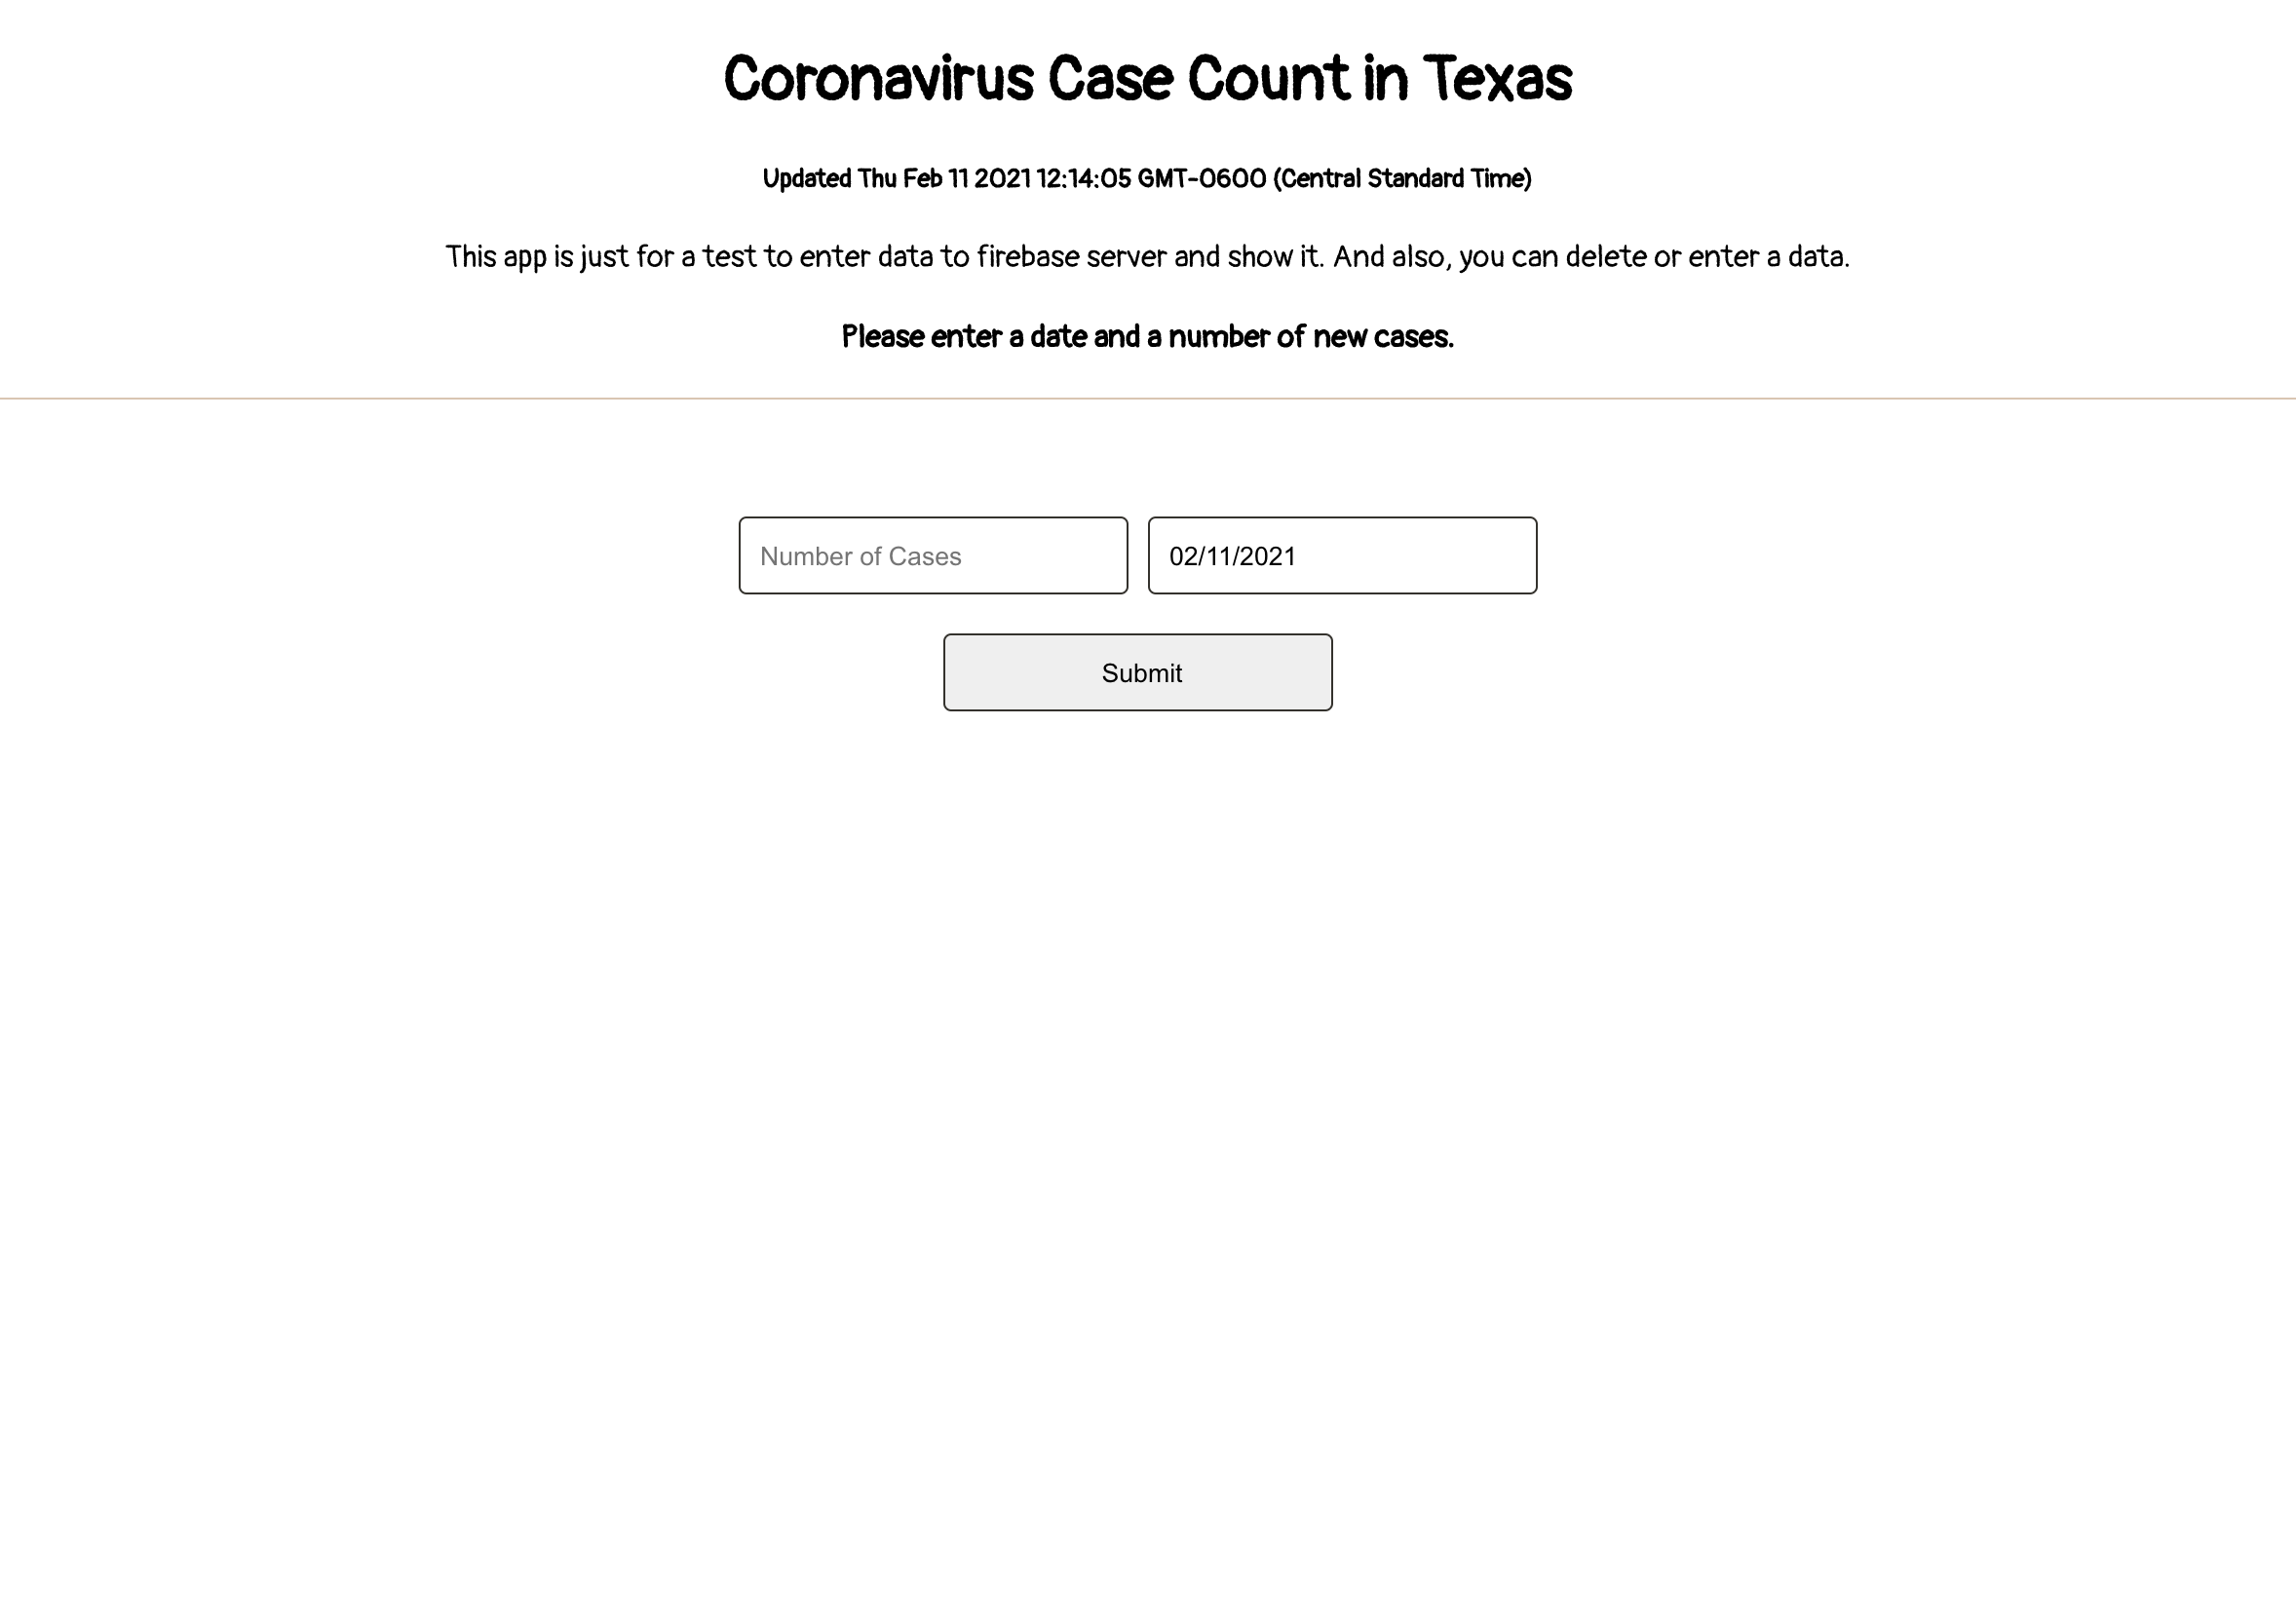 Coronavirus Case Count in Texas
Updated Thu Feb 11 2021 12:14:05 GMT-0600 (Central Standard Time)
This app is just for a test to enter data to firebase server and show it. And also, you can delete or enter a data.
Please enter a date and a number of new cases.
Number of Cases 02/11/2021
Submit